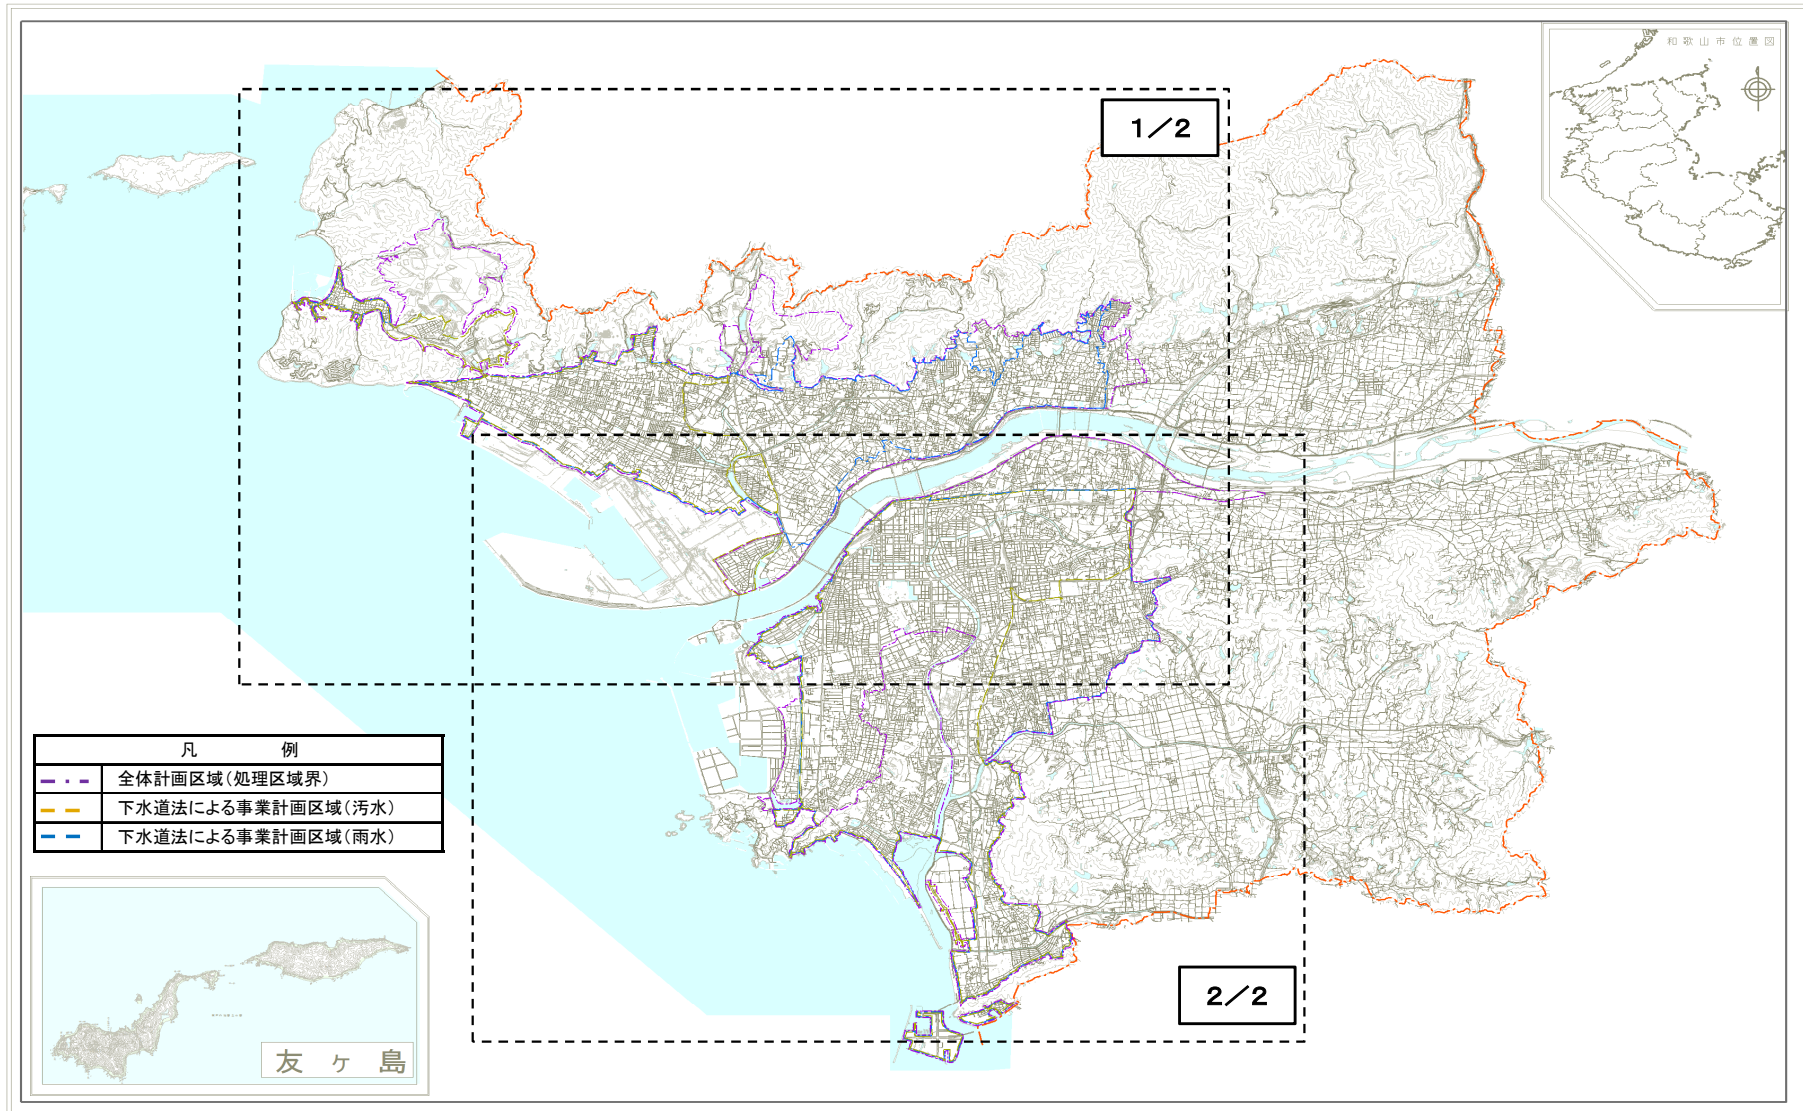 和歌山市位置図
1/2
凡 例
全体計画区域(処理区域界)
下水道法による事業計画区域(汚水)
下水道法による事業計画区域(雨水)
2/2
友ヶ島